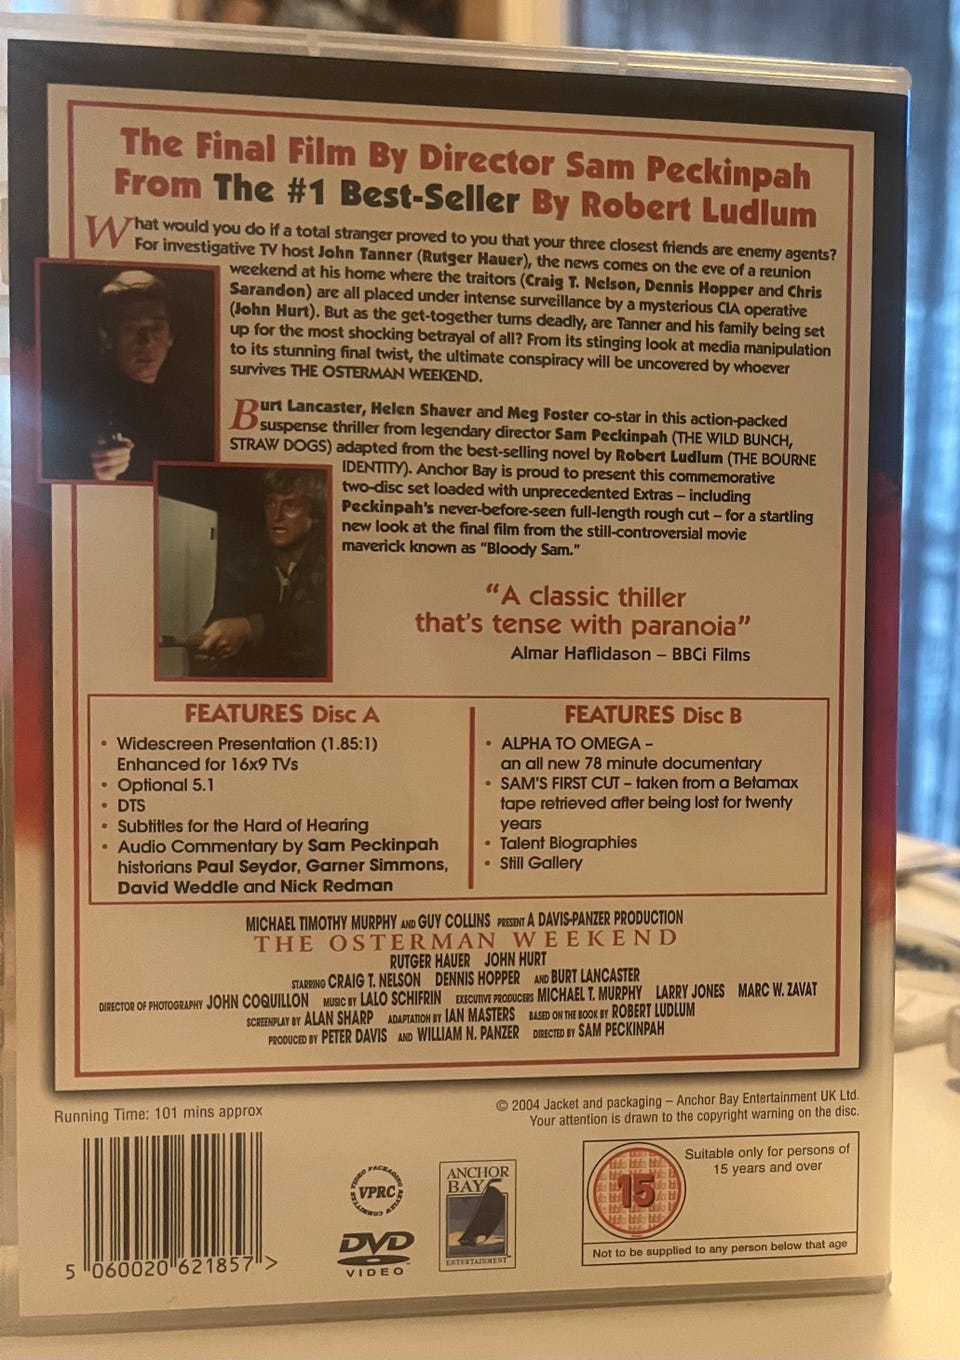 The Final Film By Director Sam Peckinpah
From The #1 Best-Seller By Robert Ludlum
What would you do if a total stranger proved to you that your three closest friends are enemy agents?
For investigative TV host John Tanner (Rutger Hauer), the news comes on the eve of a reunion
weekend at his home where the traitors (Craig T. Nelson, Dennis Hopper and Chris
Sarandon) are all placed under intense surveillance by a mysterious CIA operative
(John Hurt). But as the get-together turns deadly, are Tanner and his family being set
up for the most shocking betrayal of all? From its stinging look at media manipulation
to its stunning final twist, the ultimate conspiracy will be uncovered by whoever
survives THE OSTERMAN WEEKEND.
Burt Lancaster, Helen Shaver and Meg Foster co-star in this action-packed
suspense thriller from legendary director Sam Peckinpah (THE WILD BUNCH,
STRAW DOGS) adapted from the best-selling novel by Robert Ludlum (THE BOURNE
IDENTITY). Anchor Bay is proud to present this commemorative
two-disc set loaded with unprecedented Extras – including
Peckinpah's never-before-seen full-length rough cut – for a startling
new look at the final film from the still-controversial movie
maverick known as "Bloody Sam."
"A classic thiller
that's tense with paranoia"
Almar Haflidason – BBCi Films
FEATURES Disc A
• Widescreen Presentation (1.85:1)
Enhanced for 16x9 TVs
• Optional 5.1
• DTS
• Subtitles for the Hard of Hearing
• Audio Commentary by Sam Peckinpah
historians Paul Seydor, Garner Simmons,
David Weddle and Nick Redman
FEATURES Disc B
• ALPHA TO OMEGA –
an all new 78 minute documentary
• SAM'S FIRST CUT – taken from a Betamax
tape retrieved after being lost for twenty
years
• Talent Biographies
• Still Gallery
MICHAEL TIMOTHY MURPHY AND GUY COLLINS PRESENT A DAVIS-PANZER PRODUCTION
THE OSTERMAN WEEKEND
RUTGER HAUER JOHN HURT
STARRING CRAIG T. NELSON DENNIS HOPPER AND BURT LANCASTER
DIRECTOR OF PHOTOGRAPHY JOHN COQUILLON MUSIC BY LALO SCHIFRIN EXECUTIVE PRODUCERS MICHAEL T. MURPHY LARRY JONES MARC W. ZAVAT
SCREENPLAY BY ALAN SHARP ADAPTATION BY IAN MASTERS BASED ON THE BOOK BY ROBERT LUDLUM
PRODUCED BY PETER DAVIS AND WILLIAM N. PANZER DIRECTED BY SAM PECKINPAH
Running Time: 101 mins approx
© 2004 Jacket and packaging – Anchor Bay Entertainment UK Ltd.
Your attention is drawn to the copyright warning on the disc.
5 060020 621857 >
VIDEO PACKAGING REVIEW COMMITTEE
VPRC
DVD
VIDEO
ANCHOR
BAY
ENTERTAINMENT
15
Suitable only for persons of
15 years and over
Not to be supplied to any person below that age